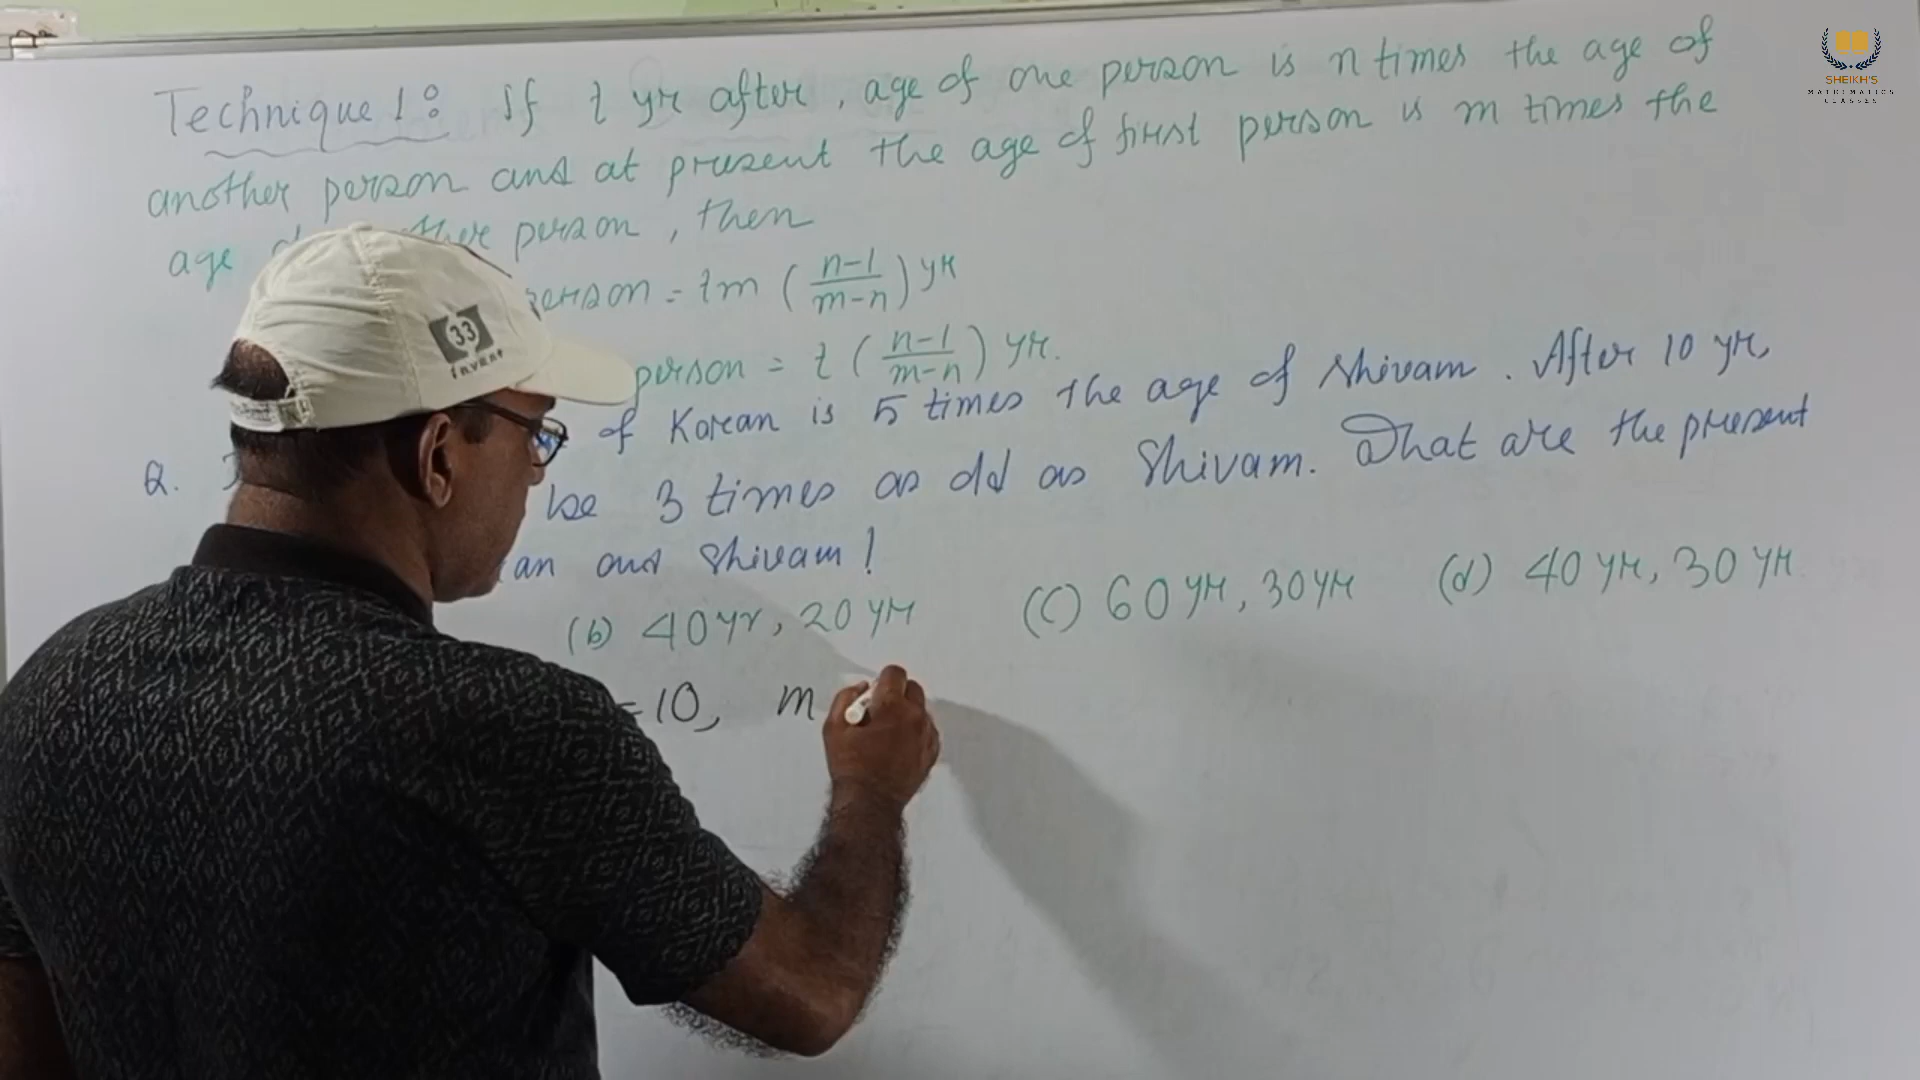 Technique 1: If t yr after, age of one person is n times the age of
another person and at present the age of first person is m times the
age person, then
person = tm (n-1/m-n) yr
person = t (n-1/m-n) yr.
Q. of Karan is 5 times the age of Shivam. After 10 yr,
be 3 times as old as Shivam. What are the present
an and Shivam?
(b) 40 yr, 20 yr (c) 60 yr, 30 yr (d) 40 yr, 30 yr
=10, m
33
invent
SHEIKH'S
MATHEMATICS
CLASSES